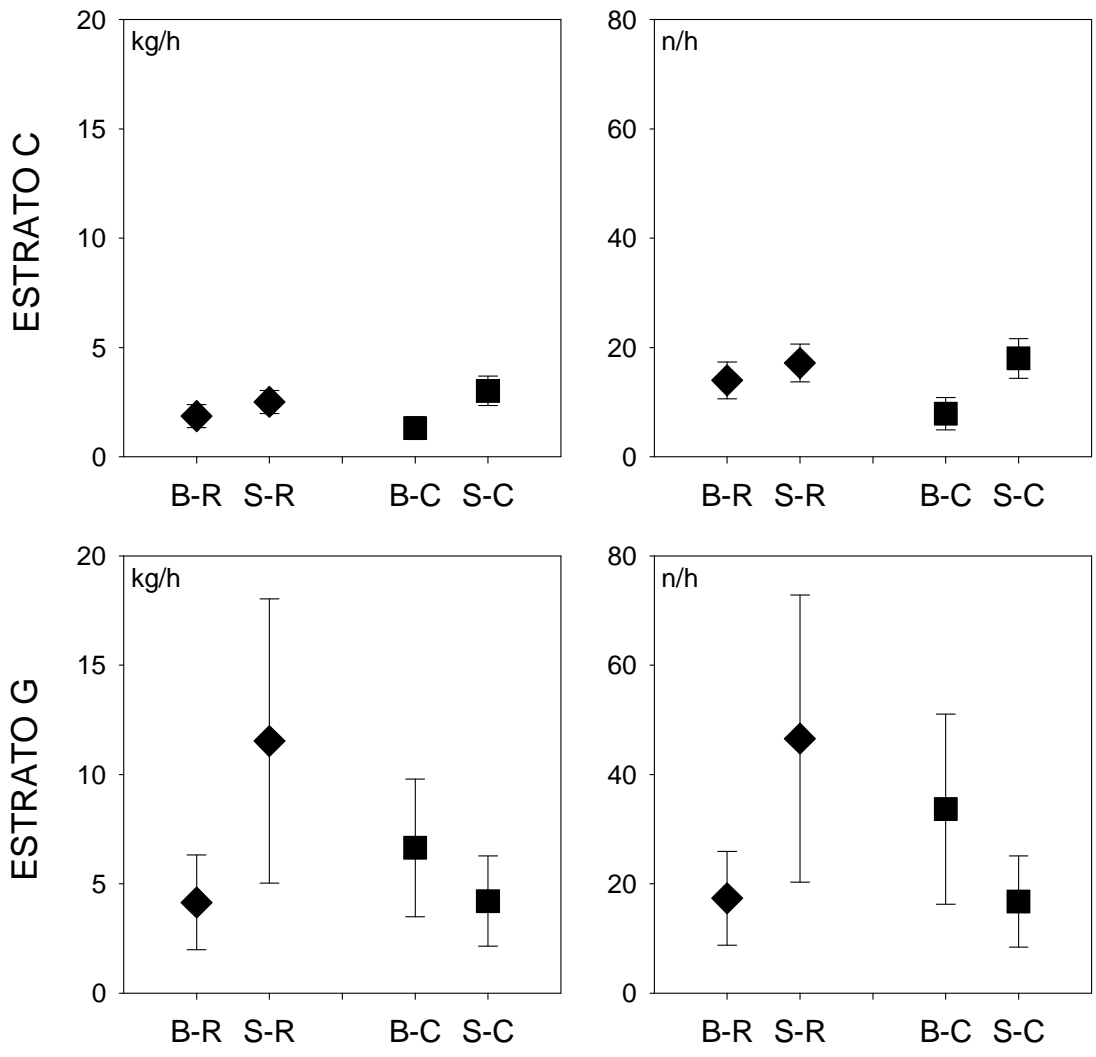 ESTRATO C
kg/h
20
15
10
5
0
B-R S-R B-C S-C
n/h
80
60
40
20
0
B-R S-R B-C S-C
ESTRATO G
kg/h
20
15
10
5
0
B-R S-R B-C S-C
n/h
80
60
40
20
0
B-R S-R B-C S-C